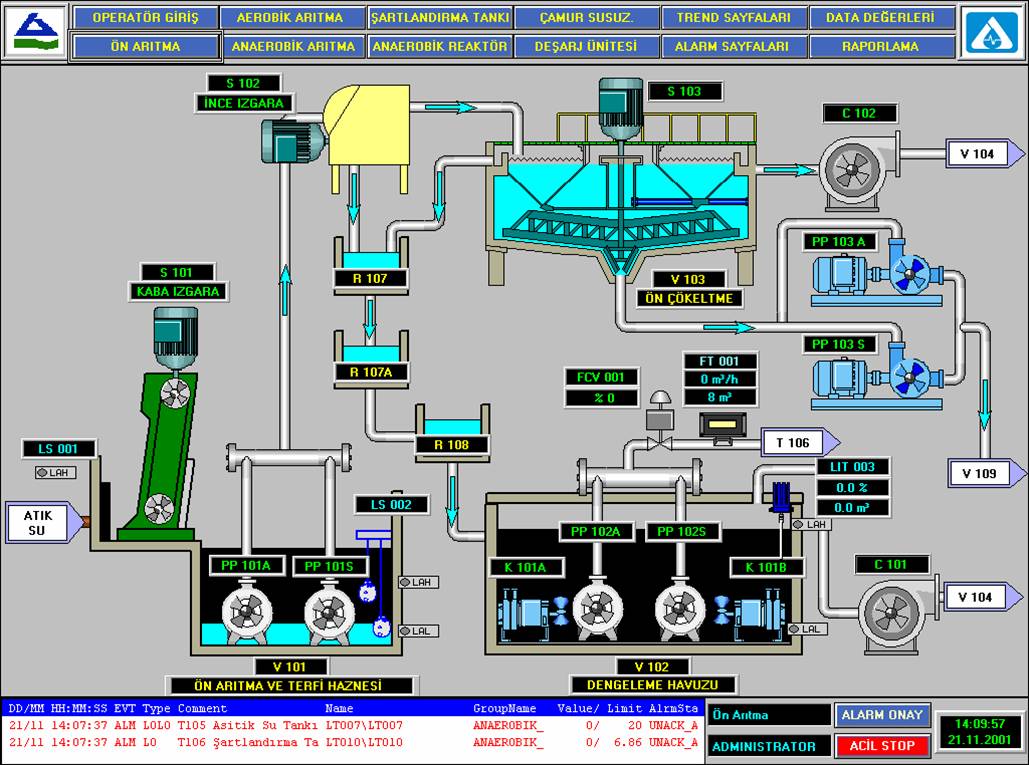 OPERATÖR GİRİŞ
AEROBİK ARITMA
ŞARTLANDIRMA TANKI
ÇAMUR SUSUZ.
TREND SAYFALARI
DATA DEĞERLERİ
ÖN ARITMA
ANAEROBİK ARITMA
ANAEROBİK REAKTÖR
DEŞARJ ÜNİTESİ
ALARM SAYFALARI
RAPORLAMA
S 102
İNCE IZGARA
S 103
C 102
V 104
PP 103 A
S 101
KABA IZGARA
R 107
V 103
ÖN ÇÖKELTME
PP 103 S
R 107A
FT 001
0 m³/h
8 m³
FCV 001
% 0
R 108
T 106
LS 001
LAH
V 109
LIT 003
0.0 %
0.0 m³
ATIK
SU
LS 002
LAH
PP 102A
PP 102S
PP 101A
PP 101S
K 101A
K 101B
C 101
LAH
V 104
LAL
LAL
V 101
ÖN ARITMA VE TERFİ HAZNESİ
V 102
DENGELEME HAVUZU
DD/MM HH:MM:SS EVT Type Comment Name GroupName Value/ Limit AlrmSta
21/11 14:07:37 ALM LOLO T105 Asitik Su Tankı LT007\LT007 ANAEROBIK_ 0/ 20 UNACK_A
21/11 14:07:37 ALM LO T106 Şartlandırma Ta LT010\LT010 ANAEROBIK_ 0/ 6.86 UNACK_A
Ön Arıtma
ALARM ONAY
ADMINISTRATOR
ACİL STOP
14:09:57
21.11.2001